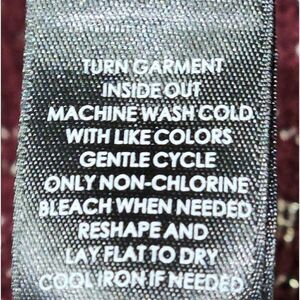 TURN GARMENT
INSIDE OUT
MACHINE WASH COLD
WITH LIKE COLORS
GENTLE CYCLE
ONLY NON-CHLORINE
BLEACH WHEN NEEDED
RESHAPE AND
LAY FLAT TO DRY
COOL IRON IF NEEDED